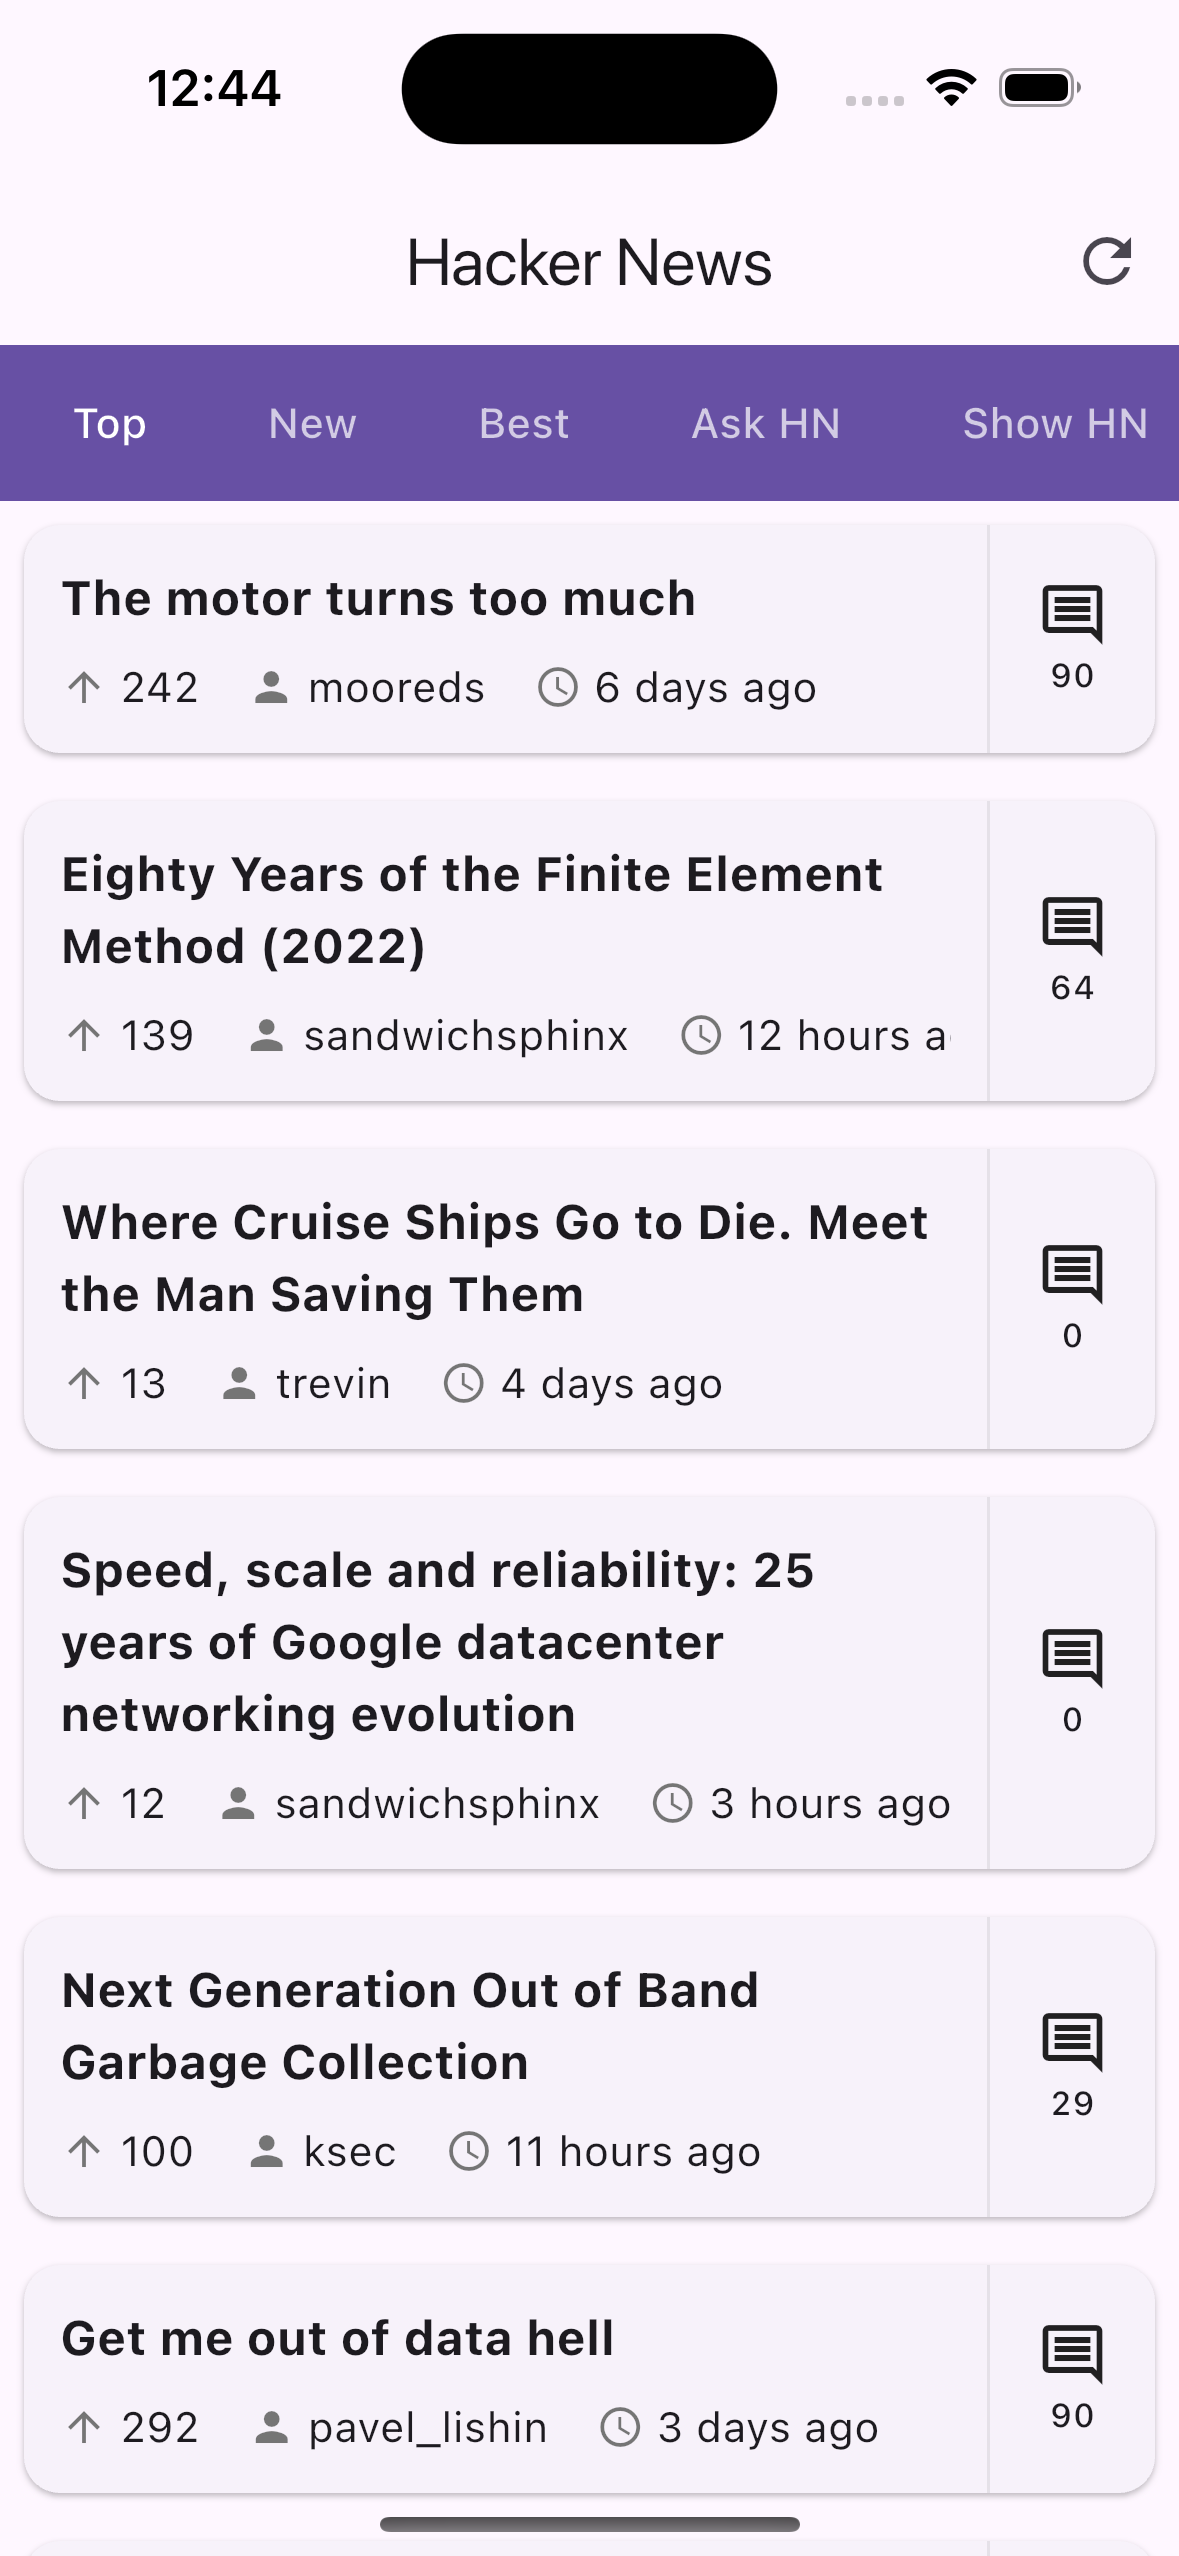 12:44
Hacker News
Top New Best Ask HN Show HN
The motor turns too much
242 mooreds 6 days ago
90
Eighty Years of the Finite Element
Method (2022)
139 sandwichsphinx 12 hours a
64
Where Cruise Ships Go to Die. Meet
the Man Saving Them
13 trevin 4 days ago
0
Speed, scale and reliability: 25
years of Google datacenter
networking evolution
12 sandwichsphinx 3 hours ago
0
Next Generation Out of Band
Garbage Collection
100 ksec 11 hours ago
29
Get me out of data hell
292 pavel_lishin 3 days ago
90